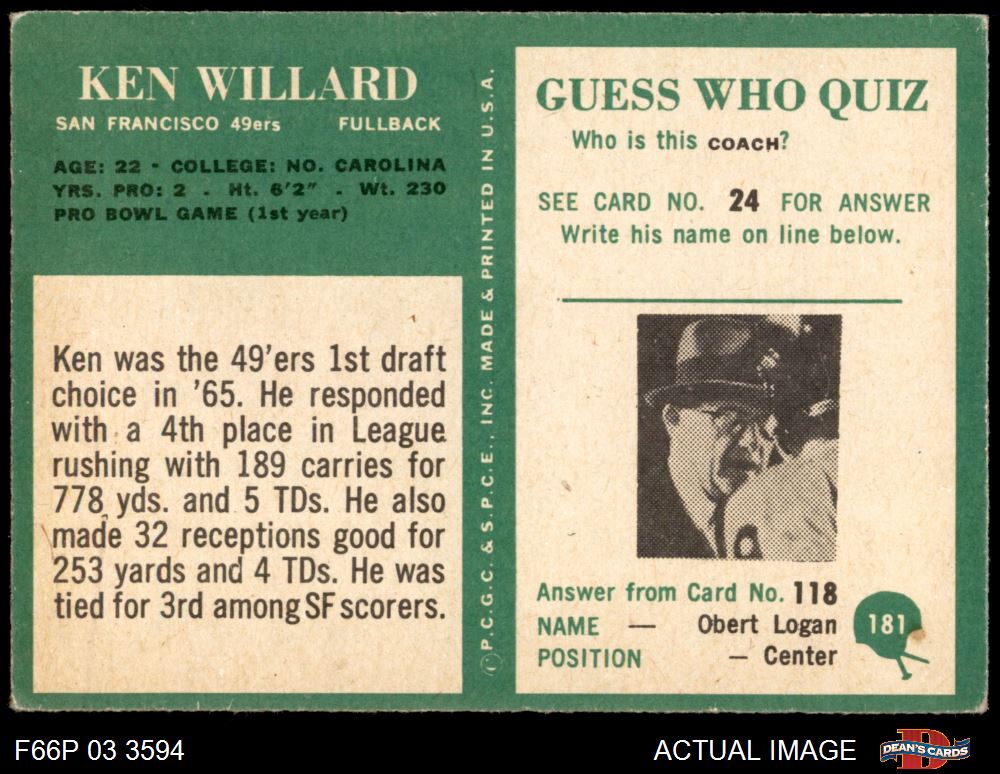 KEN WILLARD
SAN FRANCISCO 49ers FULLBACK
AGE: 22 - COLLEGE: NO. CAROLINA
YRS. PRO: 2 - Ht. 6'2" - Wt. 230
PRO BOWL GAME (1st year)
Ken was the 49'ers 1st draft
choice in '65. He responded
with a 4th place in League
rushing with 189 carries for
778 yds. and 5 TDs. He also
made 32 receptions good for
253 yards and 4 TDs. He was
tied for 3rd among SF scorers.
©P.C.G.C. & S.P.C.E., INC. MADE & PRINTED IN U.S.A.
GUESS WHO QUIZ
Who is this COACH?
SEE CARD NO. 24 FOR ANSWER
Write his name on line below.
Answer from Card No. 118
NAME — Obert Logan
POSITION — Center
181
F66P 03 3594
ACTUAL IMAGE
D
DEAN'S CARDS